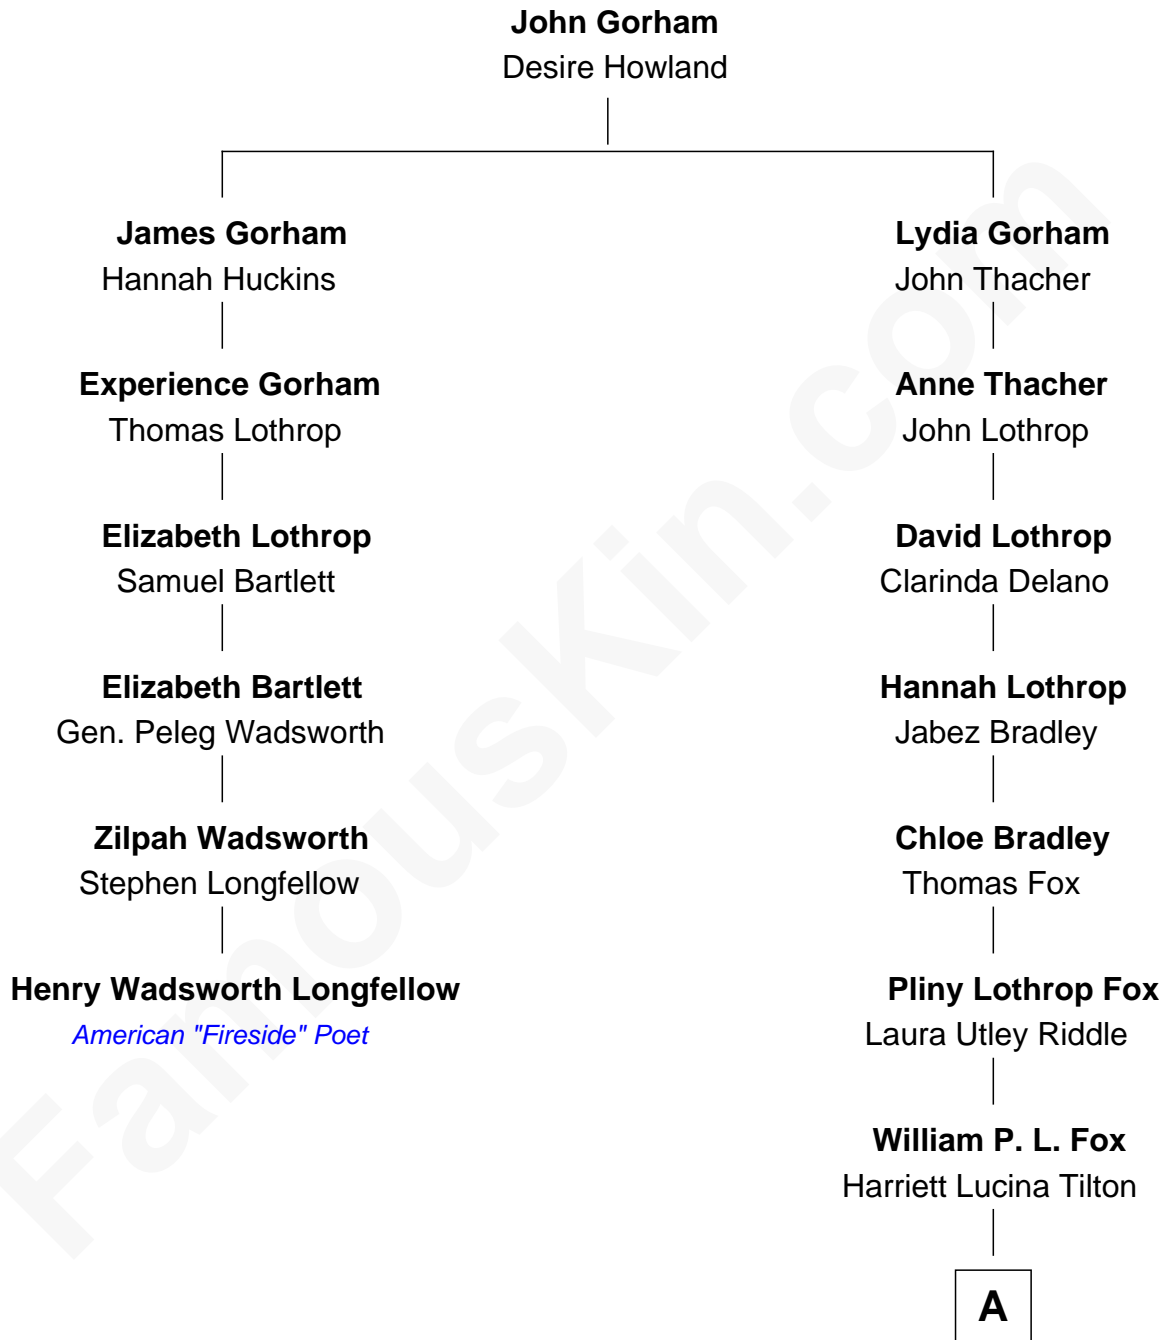 John Gorham
Desire Howland
James Gorham
Hannah Huckins
Lydia Gorham
John Thacher
Experience Gorham
Thomas Lothrop
Anne Thacher
John Lothrop
Elizabeth Lothrop
Samuel Bartlett
David Lothrop
Clarinda Delano
Elizabeth Bartlett
Gen. Peleg Wadsworth
Hannah Lothrop
Jabez Bradley
Zilpah Wadsworth
Stephen Longfellow
Chloe Bradley
Thomas Fox
Henry Wadsworth Longfellow
American "Fireside" Poet
Pliny Lothrop Fox
Laura Utley Riddle
William P. L. Fox
Harriett Lucina Tilton
A
FamousKin.com